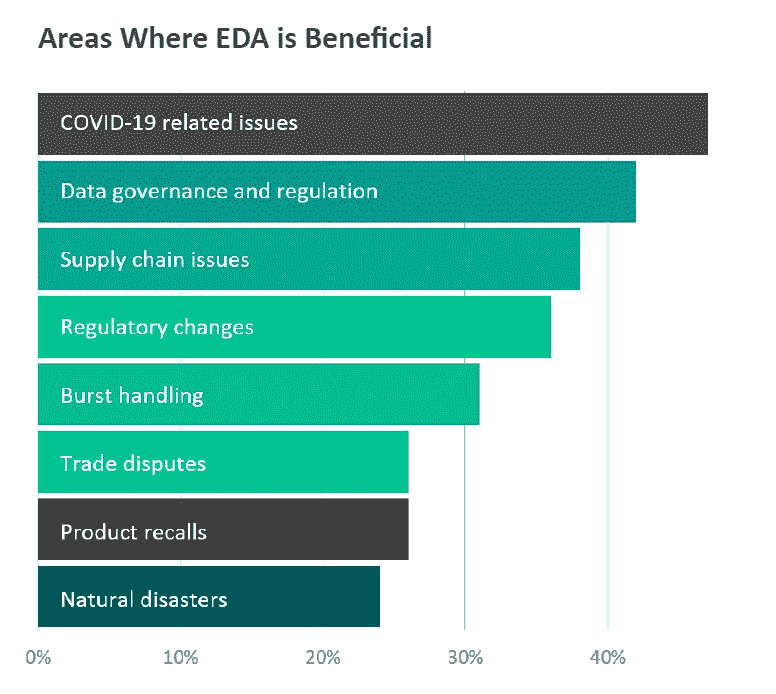 Areas Where EDA is Beneficial
COVID-19 related issues
Data governance and regulation
Supply chain issues
Regulatory changes
Burst handling
Trade disputes
Product recalls
Natural disasters
0% 10% 20% 30% 40%